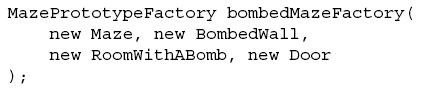 MazePrototypeFactory bombedMazeFactory(
    new Maze, new BombedWall,
    new RoomWithABomb, new Door
);